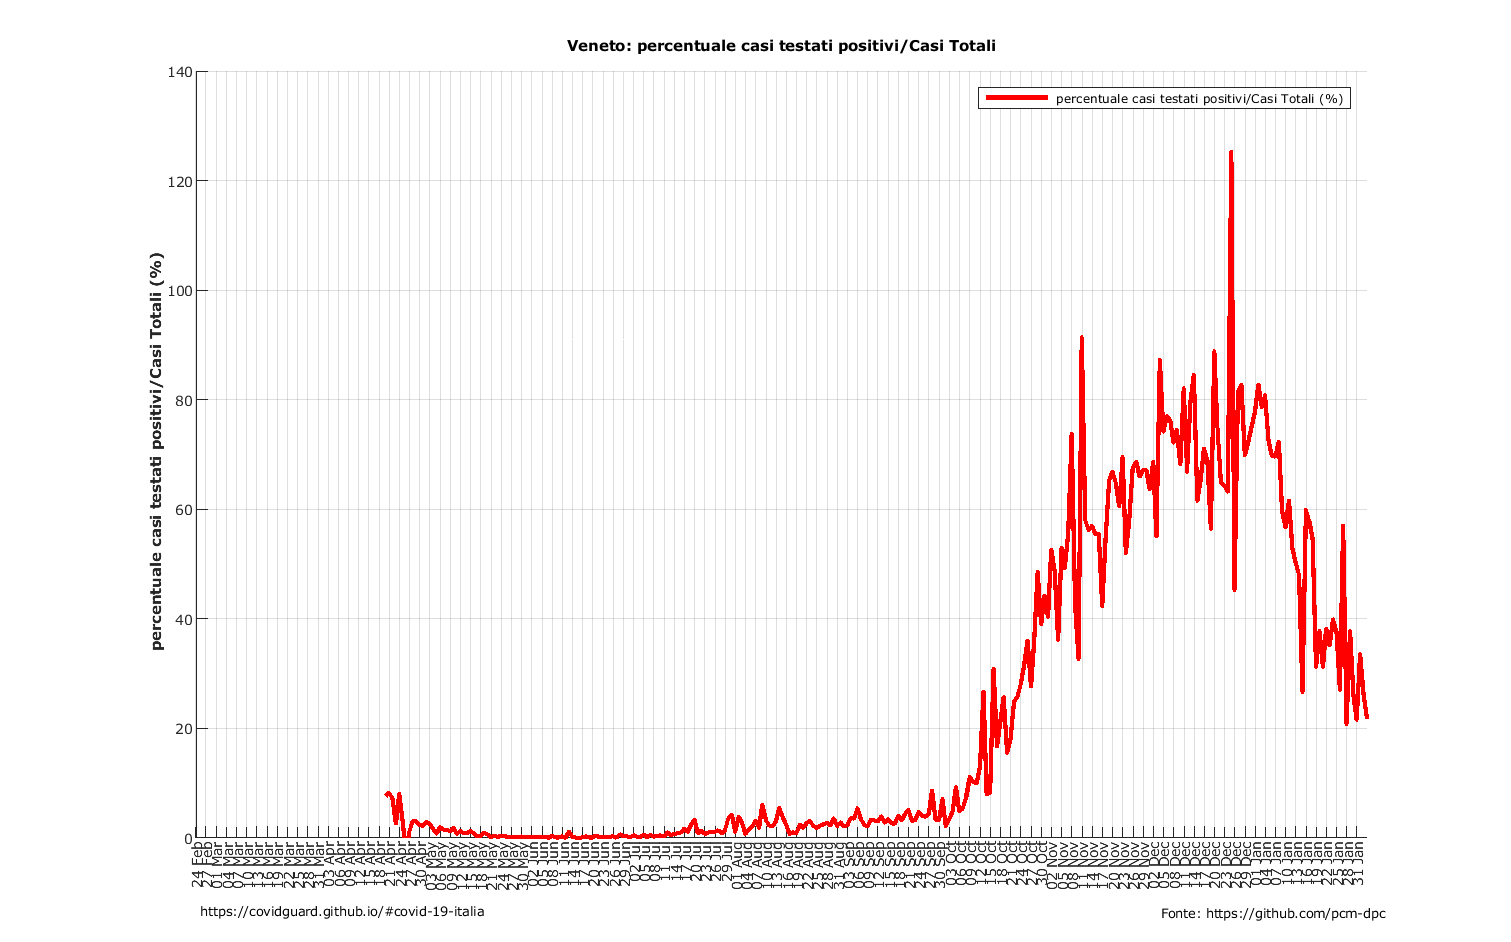 Veneto: percentuale casi testati positivi/Casi Totali
percentuale casi testati positivi/Casi Totali (%)
percentuale casi testati positivi/Casi Totali (%)
140
120
100
80
60
40
20
0
24 Feb
27 Feb
01 Mar
04 Mar
07 Mar
10 Mar
13 Mar
16 Mar
19 Mar
22 Mar
25 Mar
28 Mar
31 Mar
03 Apr
06 Apr
09 Apr
12 Apr
15 Apr
18 Apr
21 Apr
24 Apr
27 Apr
30 Apr
03 May
06 May
09 May
12 May
15 May
18 May
21 May
24 May
27 May
30 May
02 Jun
05 Jun
08 Jun
11 Jun
14 Jun
17 Jun
20 Jun
23 Jun
26 Jun
29 Jun
02 Jul
05 Jul
08 Jul
11 Jul
14 Jul
17 Jul
20 Jul
23 Jul
26 Jul
29 Jul
01 Aug
04 Aug
07 Aug
10 Aug
13 Aug
16 Aug
19 Aug
22 Aug
25 Aug
28 Aug
31 Aug
03 Sep
06 Sep
09 Sep
12 Sep
15 Sep
18 Sep
21 Sep
24 Sep
27 Sep
30 Sep
03 Oct
06 Oct
09 Oct
12 Oct
15 Oct
18 Oct
21 Oct
24 Oct
27 Oct
30 Oct
02 Nov
05 Nov
08 Nov
11 Nov
14 Nov
17 Nov
20 Nov
23 Nov
26 Nov
29 Nov
02 Dec
05 Dec
08 Dec
11 Dec
14 Dec
17 Dec
20 Dec
23 Dec
26 Dec
29 Dec
01 Jan
04 Jan
07 Jan
10 Jan
13 Jan
16 Jan
19 Jan
22 Jan
25 Jan
28 Jan
31 Jan
https://covidguard.github.io/#covid-19-italia
Fonte: https://github.com/pcm-dpc